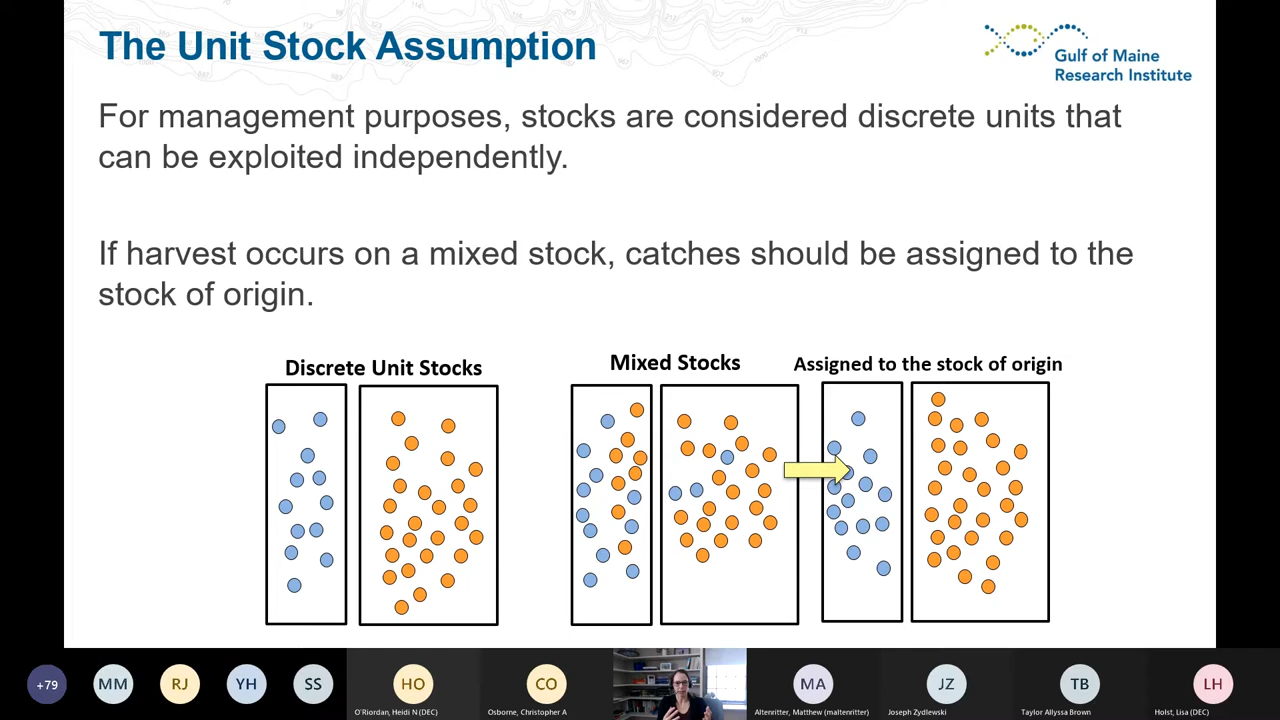 The Unit Stock Assumption
Gulf of Maine
Research Institute
For management purposes, stocks are considered discrete units that
can be exploited independently.
If harvest occurs on a mixed stock, catches should be assigned to the
stock of origin.
Discrete Unit Stocks
Mixed Stocks
Assigned to the stock of origin
+79
MM
RJ
YH
SS
HO
CO
MA
JZ
TB
LH
O'Riordan, Heidi N (DEC)
Osborne, Christopher A
Altenritter, Matthew (maltenritter)
Joseph Zydlewski
Taylor Allyssa Brown
Holst, Lisa (DEC)